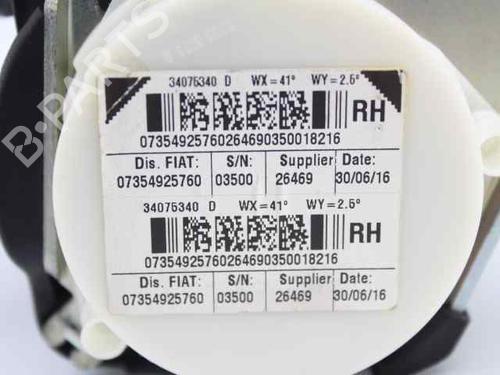 34075340 D WX=41° WY=2.5°
RH
07354925760264690350018216
Dis. FIAT: S/N: Supplier Date:
07354925760 03500 26469 30/06/16
34075340 D WX=41° WY=2.5°
RH
07354925760264690350018216
Dis. FIAT: S/N: Supplier Date:
07354925760 03500 26469 30/06/16
B-PARTS